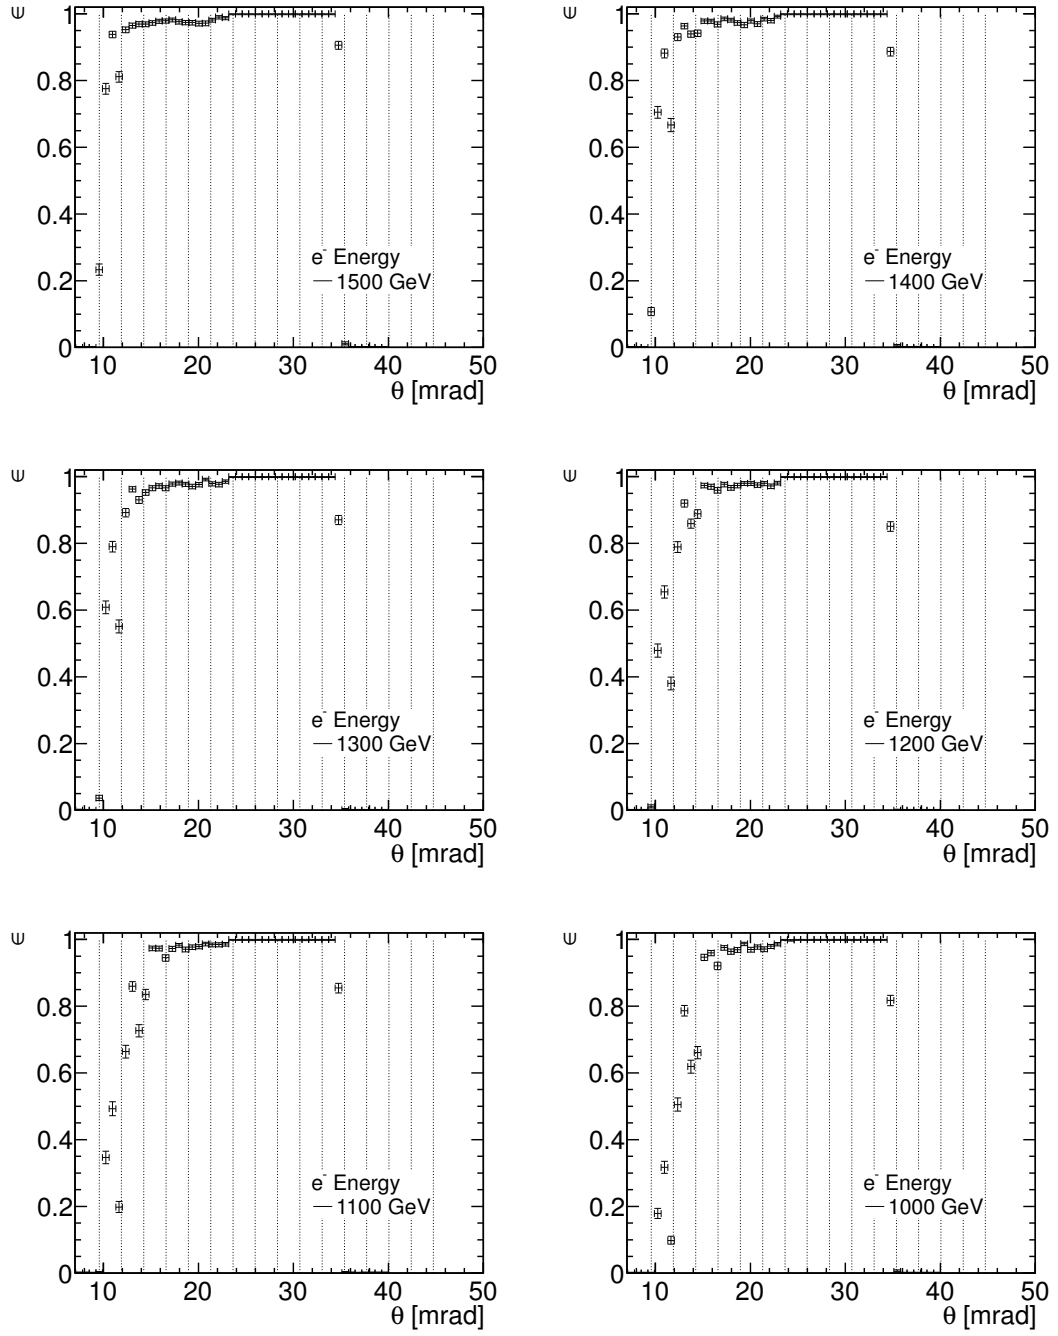 ∈
1
0.8
0.6
0.4
0.2
0
e⁻ Energy
— 1500 GeV
10 20 30 40 50
θ [mrad]
∈
1
0.8
0.6
0.4
0.2
0
e⁻ Energy
— 1400 GeV
10 20 30 40 50
θ [mrad]
∈
1
0.8
0.6
0.4
0.2
0
e⁻ Energy
— 1300 GeV
10 20 30 40 50
θ [mrad]
∈
1
0.8
0.6
0.4
0.2
0
e⁻ Energy
— 1200 GeV
10 20 30 40 50
θ [mrad]
∈
1
0.8
0.6
0.4
0.2
0
e⁻ Energy
— 1100 GeV
10 20 30 40 50
θ [mrad]
∈
1
0.8
0.6
0.4
0.2
0
e⁻ Energy
— 1000 GeV
10 20 30 40 50
θ [mrad]